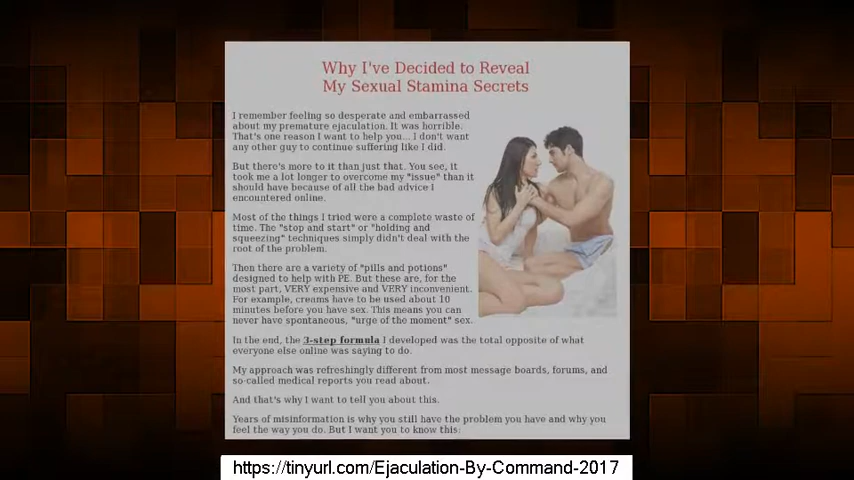 Why I've Decided to Reveal
My Sexual Stamina Secrets
I remember feeling so desperate and embarrassed
about my premature ejaculation. It was horrible.
That's one reason I want to help you... I don't want
any other guy to continue suffering like I did.
But there's more to it than just that. You see, it
took me a lot longer to overcome my "issue" than it
should have because of all the bad advice I
encountered online.
Most of the things I tried were a complete waste of
time. The "stop and start" or "holding and
squeezing" techniques simply didn't deal with the
root of the problem.
Then there are a variety of "pills and potions"
designed to help with PE. But these are, for the
most part, VERY expensive and VERY inconvenient.
For example, creams have to be used about 10
minutes before you have sex. This means you can
never have spontaneous, "urge of the moment" sex.
In the end, the 3-step formula I developed was the total opposite of what
everyone else online was saying to do.
My approach was refreshingly different from most message boards, forums, and
so-called medical reports you read about.
And that's why I want to tell you about this.
Years of misinformation is why you still have the problem you have and why you
feel the way you do. But I want you to know this:
https://tinyurl.com/Ejaculation-By-Command-2017